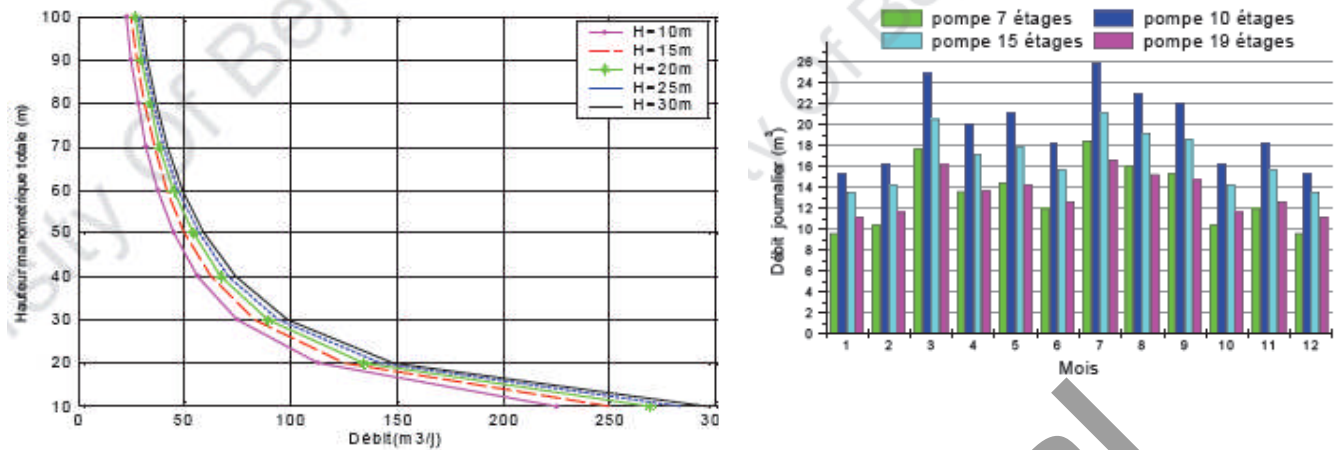 100
90
80
70
60
50
40
30
20
10
Hauteur manometrique totale (m)
H=10m
H=15m
H=20m
H=25m
H=30m
0 50 100 150 200 250 30
Débit(m3/j)
pompe 7 étages
pompe 10 étages
pompe 15 étages
pompe 19 étages
26
24
22
20
18
16
14
12
10
8
6
4
2
0
Débit journalier (m³)
1 2 3 4 5 6 7 8 9 10 11 12
Mois